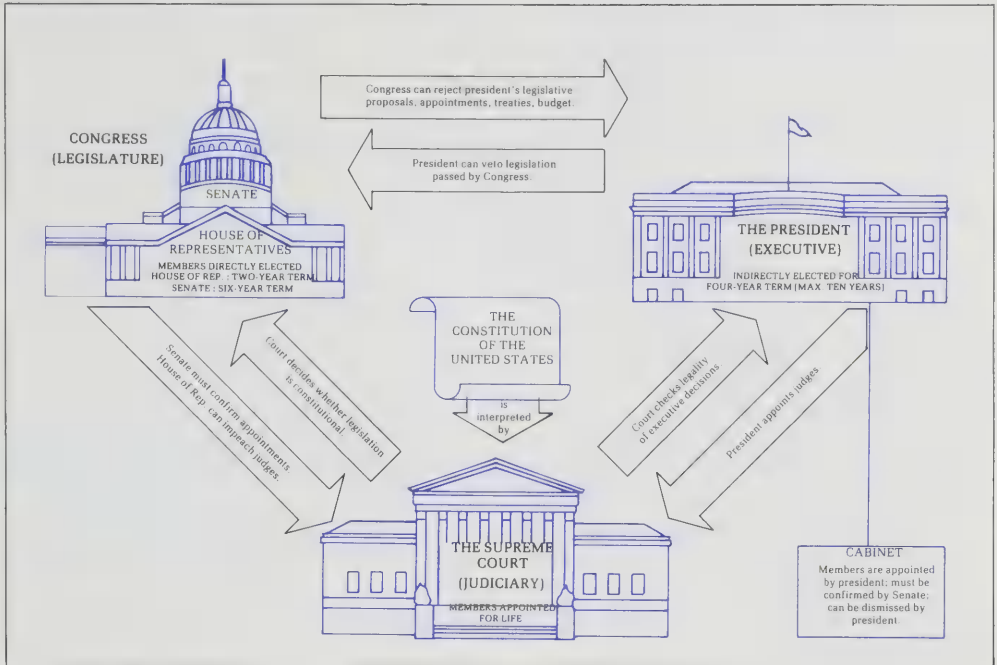 Congress can reject president's legislative
proposals, appointments, treaties, budget.
CONGRESS
(LEGISLATURE)
President can veto legislation
passed by Congress.
SENATE
HOUSE OF
REPRESENTATIVES
MEMBERS DIRECTLY ELECTED
HOUSE OF REP : TWO-YEAR TERM
SENATE : SIX-YEAR TERM
THE PRESIDENT
(EXECUTIVE)
INDIRECTLY ELECTED FOR
FOUR-YEAR TERM (MAX TEN YEARS)
Senate must confirm appointments.
House of Rep can impeach judges.
Court decides whether legislation
is constitutional.
THE
CONSTITUTION
OF THE
UNITED STATES
is
interpreted
by
Court checks legality
of executive decisions
President appoints judges
THE SUPREME
COURT
(JUDICIARY)
MEMBERS APPOINTED
FOR LIFE
CABINET
Members are appointed
by president; must be
confirmed by Senate;
can be dismissed by
president.